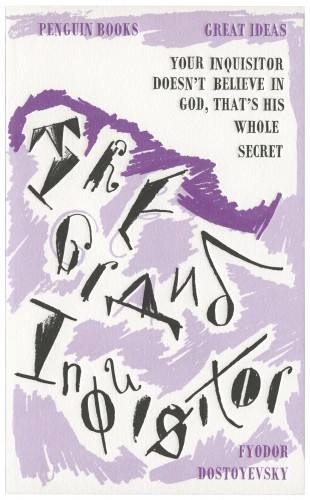 PENGUIN BOOKS GREAT IDEAS
YOUR INQUISITOR
DOESN'T BELIEVE IN
GOD, THAT'S HIS
WHOLE
SECRET
THE
GRAND
INQUISITOR
FYODOR
DOSTOYEVSKY